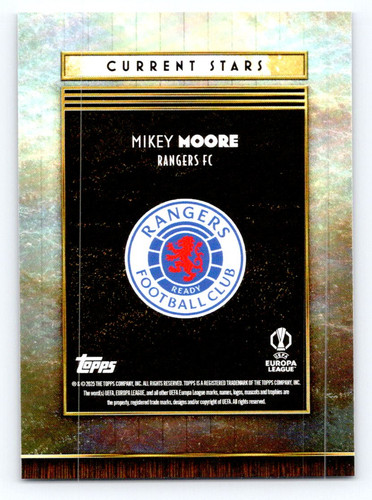 CURRENT STARS
MIKEY MOORE
RANGERS FC
RANGERS
READY
FOOTBALL CLUB
topps
UEFA
EUROPA
LEAGUE
® & © 2025 THE TOPPS COMPANY, INC. ALL RIGHTS RESERVED. TOPPS IS A REGISTERED TRADEMARK OF THE TOPPS COMPANY, INC.
The word(s) UEFA, EUROPA LEAGUE, and all other UEFA Europa League marks, names, logos, mascots and trophies are
the property, registered trade marks, designs and/or copyright of UEFA. All rights reserved.